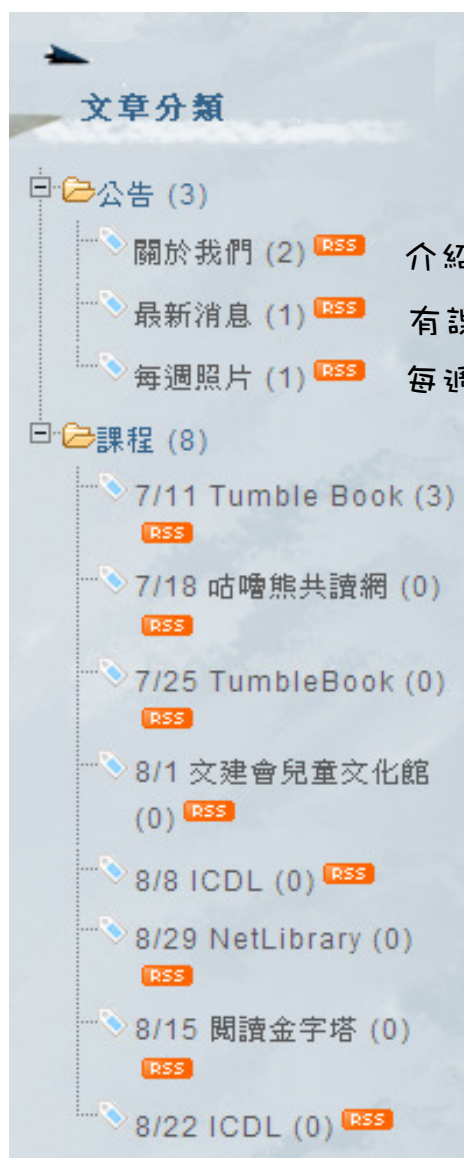 文章分類
公告 (3)
關於我們 (2) RSS 介紹
最新消息 (1) RSS 有誤
每週照片 (1) RSS 每週
課程 (8)
7/11 Tumble Book (3)
RSS
7/18 咕嚕熊共讀網 (0)
RSS
7/25 TumbleBook (0)
RSS
8/1 文建會兒童文化館
(0) RSS
8/8 ICDL (0) RSS
8/29 NetLibrary (0)
RSS
8/15 閱讀金字塔 (0)
RSS
8/22 ICDL (0) RSS